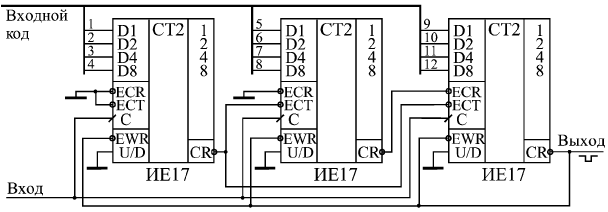 Входной
код
1 D1 CT2 1
2 D2 2
3 D4 4
4 D8 8
ECR
ECT
C
EWR
U/D CR
ИЕ17
5 D1 CT2 1
6 D2 2
7 D4 4
8 D8 8
ECR
ECT
C
EWR
U/D CR
ИЕ17
9 D1 CT2 1
10 D2 2
11 D4 4
12 D8 8
ECR
ECT
C
EWR
U/D CR
ИЕ17
Выход
Вход